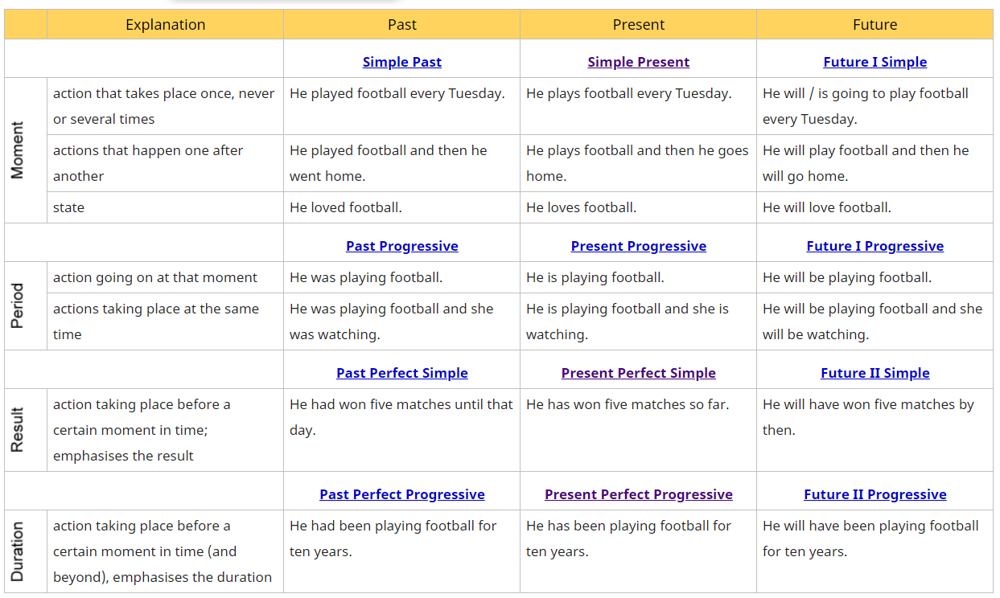 Explanation Past Present Future
Simple Past Simple Present Future I Simple
Moment
action that takes place once, never
or several times
He played football every Tuesday.
He plays football every Tuesday.
He will / is going to play football
every Tuesday.
actions that happen one after
another
He played football and then he
went home.
He plays football and then he goes
home.
He will play football and then he
will go home.
state
He loved football.
He loves football.
He will love football.
Past Progressive Present Progressive Future I Progressive
Period
action going on at that moment
He was playing football.
He is playing football.
He will be playing football.
actions taking place at the same
time
He was playing football and she
was watching.
He is playing football and she is
watching.
He will be playing football and she
will be watching.
Past Perfect Simple Present Perfect Simple Future II Simple
Result
action taking place before a
certain moment in time;
emphasises the result
He had won five matches until that
day.
He has won five matches so far.
He will have won five matches by
then.
Past Perfect Progressive Present Perfect Progressive Future II Progressive
Duration
action taking place before a
certain moment in time (and
beyond), emphasises the duration
He had been playing football for
ten years.
He has been playing football for
ten years.
He will have been playing football
for ten years.